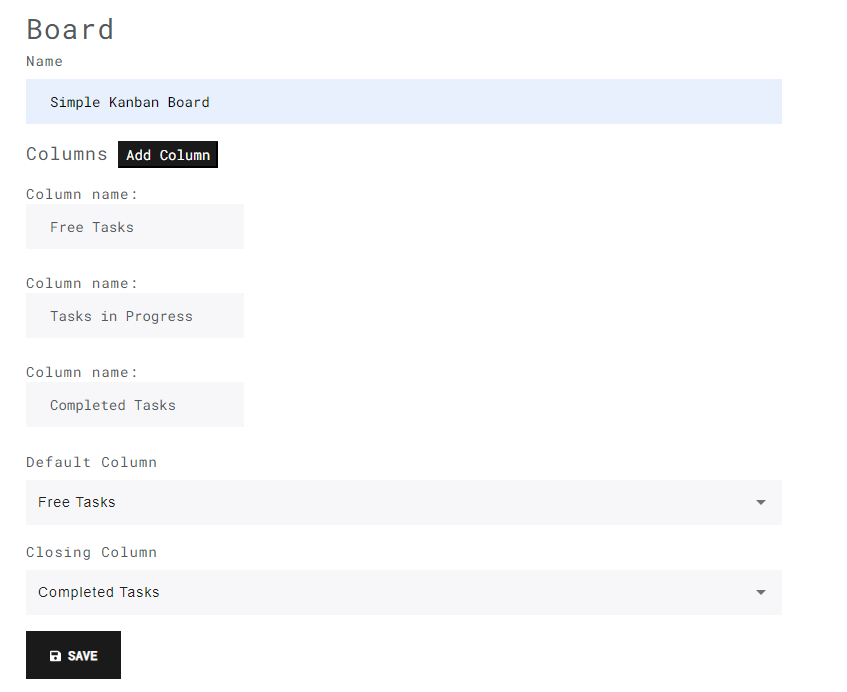 Board
Name
Simple Kanban Board
Columns Add Column
Column name:
Free Tasks
Column name:
Tasks in Progress
Column name:
Completed Tasks
Default Column
Free Tasks
Closing Column
Completed Tasks
SAVE